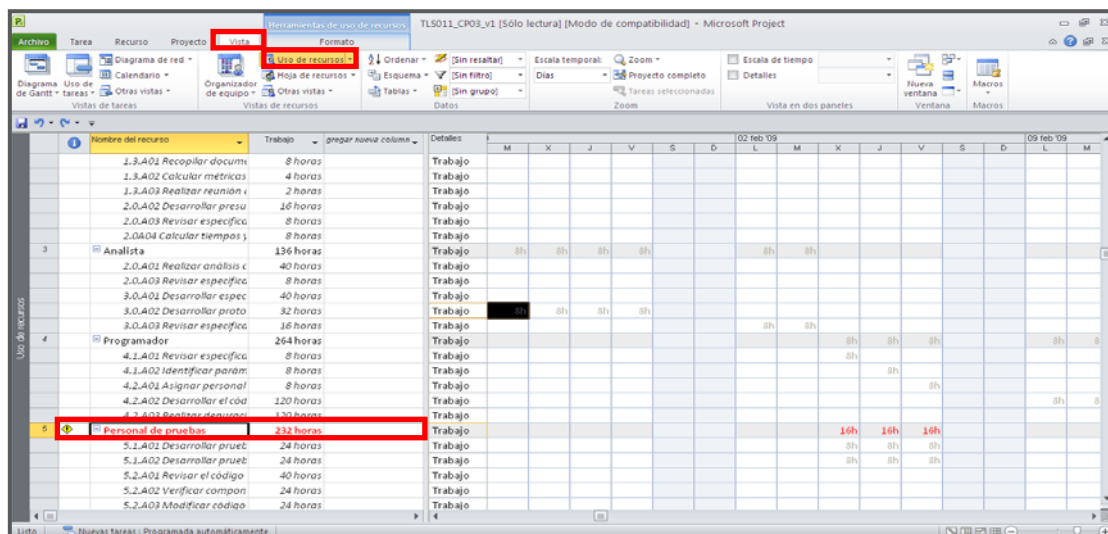 Herramientas de uso de recursos
TLS011_CP03_v1 [Sólo lectura] [Modo de compatibilidad] - Microsoft Project
Archivo Tarea Recurso Proyecto Vista Formato
Diagrama de Gantt
Uso de tareas
Diagrama de red
Calendario
Otras vistas
Vistas de tareas
Organizador de equipo
Uso de recursos
Hoja de recursos
Otras vistas
Vistas de recursos
Ordenar
Esquema
Tablas
[Sin resaltar]
[Sin filtro]
[Sin grupo]
Datos
Escala temporal:
Días
Zoom
Proyecto completo
Tareas seleccionadas
Zoom
Escala de tiempo
Detalles
Vista en dos paneles
Nueva ventana
Ventana
Macros
Macros
Nombre del recurso Trabajo gregar nueva column Detalles 02 feb '09 09 feb '09
M X J V S D L M X J V S D L M
1.3.A01 Recopilar docume 8 horas Trabajo
1.3.A02 Calcular métricas 4 horas Trabajo
1.3.A03 Realizar reunión 2 horas Trabajo
2.0.A02 Desarrollar presu 16 horas Trabajo
2.0.A03 Revisar especifica 8 horas Trabajo
2.0A04 Calcular tiempos y 8 horas Trabajo
3 Analista 136 horas Trabajo 8h 8h 8h 8h 8h 8h
2.0.A01 Realizar análisis c 40 horas Trabajo
2.0.A03 Revisar especifica 8 horas Trabajo
3.0.A01 Desarrollar espec 40 horas Trabajo
3.0.A02 Desarrollar proto 32 horas Trabajo 8h 8h 8h 8h
3.0.A03 Revisar especifica 16 horas Trabajo 8h 8h
4 Programador 264 horas Trabajo 8h 8h 8h 8h 8
4.1.A01 Revisar especifica 8 horas Trabajo 8h
4.1.A02 Identificar parám 8 horas Trabajo 8h
4.2.A01 Asignar personal 8 horas Trabajo 8h
4.2.A02 Desarrollar el cód 120 horas Trabajo 8h 8
4.2.A03 Realizar depuraci 120 horas Trabajo
5 Personal de pruebas 232 horas Trabajo 16h 16h 16h
5.1.A01 Desarrollar prueb 24 horas Trabajo 8h 8h 8h
5.1.A02 Desarrollar prueb 24 horas Trabajo 8h 8h 8h
5.2.A01 Revisar el código 40 horas Trabajo
5.2.A02 Verificar compon 24 horas Trabajo
5.2.A03 Modificar código 24 horas Trabajo
Uso de recursos
Listo Nuevas tareas : Programada automáticamente